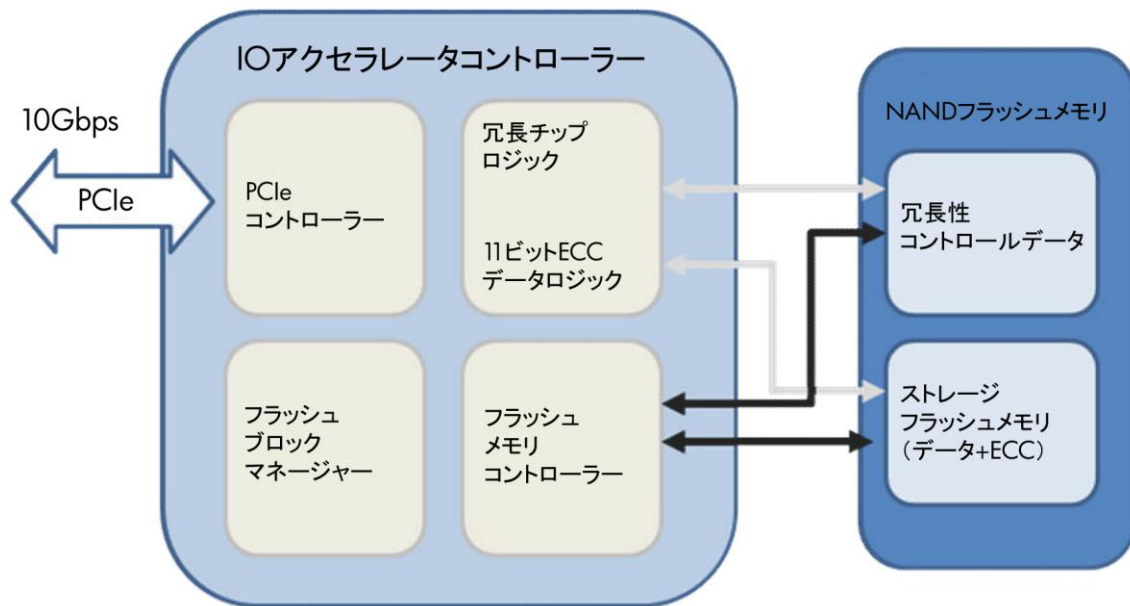 IOアクセラレータコントローラー
10Gbps
PCIe
PCIe
コントローラー
冗長チップ
ロジック
11ビットECC
データロジック
フラッシュ
ブロック
マネージャー
フラッシュ
メモリ
コントローラー
NANDフラッシュメモリ
冗長性
コントロールデータ
ストレージ
フラッシュメモリ
(データ+ECC)